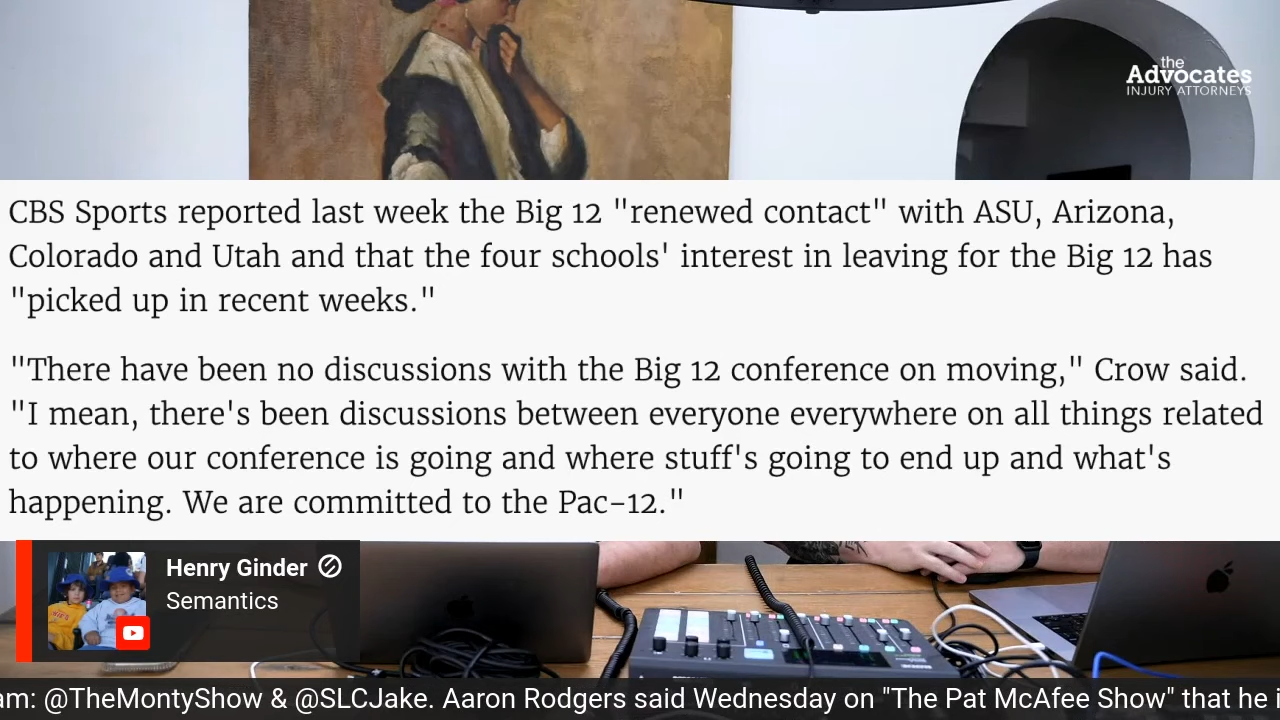 the
Advocates
INJURY ATTORNEYS
CBS Sports reported last week the Big 12 "renewed contact" with ASU, Arizona,
Colorado and Utah and that the four schools' interest in leaving for the Big 12 has
"picked up in recent weeks."
"There have been no discussions with the Big 12 conference on moving," Crow said.
"I mean, there's been discussions between everyone everywhere on all things related
to where our conference is going and where stuff's going to end up and what's
happening. We are committed to the Pac-12."
Henry Ginder
Semantics
am: @TheMontyShow & @SLCJake. Aaron Rodgers said Wednesday on "The Pat McAfee Show" that he i